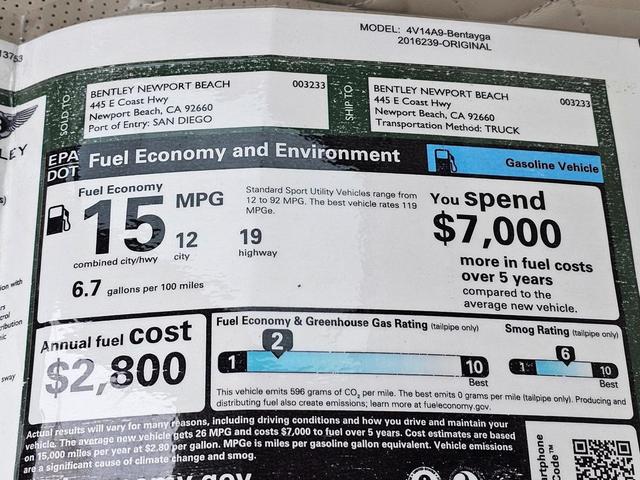 13753
MODEL: 4V14A9-Bentayga
2016239-ORIGINAL
SOLD TO:
BENTLEY NEWPORT BEACH 003233
445 E Coast Hwy
Newport Beach, CA 92660
Port of Entry: SAN DIEGO
SHIP TO:
BENTLEY NEWPORT BEACH 003233
445 E Coast Hwy
Newport Beach, CA 92660
Transportation Method: TRUCK
LEY
EPA
DOT
Fuel Economy and Environment
Gasoline Vehicle
Fuel Economy
15 MPG
combined city/hwy
12
city
19
highway
6.7 gallons per 100 miles
Standard Sport Utility Vehicles range from
12 to 92 MPG. The best vehicle rates 119
MPGe.
You spend
$7,000
more in fuel costs
over 5 years
compared to the
average new vehicle.
Annual fuel cost
$2,800
Fuel Economy & Greenhouse Gas Rating (tailpipe only)
2
1
10
Best
Smog Rating (tailpipe only)
6
1
10
Best
This vehicle emits 596 grams of CO₂ per mile. The best emits 0 grams per mile (tailpipe only). Producing and
distributing fuel also create emissions; learn more at fueleconomy.gov.
Actual results will vary for many reasons, including driving conditions and how you drive and maintain your
vehicle. The average new vehicle gets 26 MPG and costs $7,000 to fuel over 5 years. Cost estimates are based
on 15,000 miles per year at $2.80 per gallon. MPGe is miles per gasoline gallon equivalent. Vehicle emissions
are a significant cause of climate change and smog.
sway